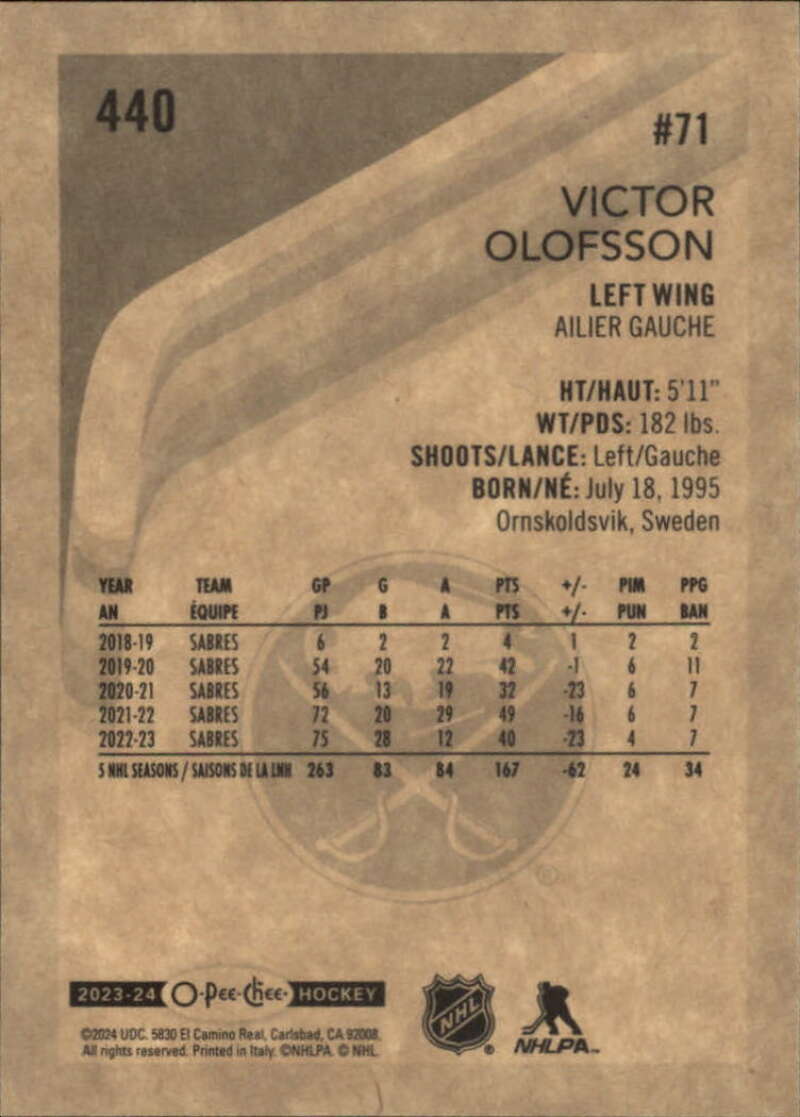 440
#71
VICTOR
OLOFSSON
LEFT WING
AILIER GAUCHE
HT/HAUT: 5'11"
WT/PDS: 182 lbs.
SHOOTS/LANCE: Left/Gauche
BORN/NÉ: July 18, 1995
Ornskoldsvik, Sweden
YEAR TEAM GP G A PTS +/- PIM PPG
AN ÉQUIPE PJ B A PTS +/- PUN BAN
2018-19 SABRES 6 2 2 4 1 2 2
2019-20 SABRES 54 20 22 42 -1 6 11
2020-21 SABRES 56 13 19 32 -23 6 7
2021-22 SABRES 72 20 29 49 -16 6 7
2022-23 SABRES 75 28 12 40 -23 4 7
5 NHL SEASONS / SAISONS DE LA LNH 263 83 84 167 -62 24 34
2023-24 O-Pee-Chee HOCKEY
©2024 UDC. 5830 El Camino Real, Carlsbad, CA 92008.
All rights reserved. Printed in Italy. ©NHLPA. © NHL.
NHL ®
NHLPA™
®